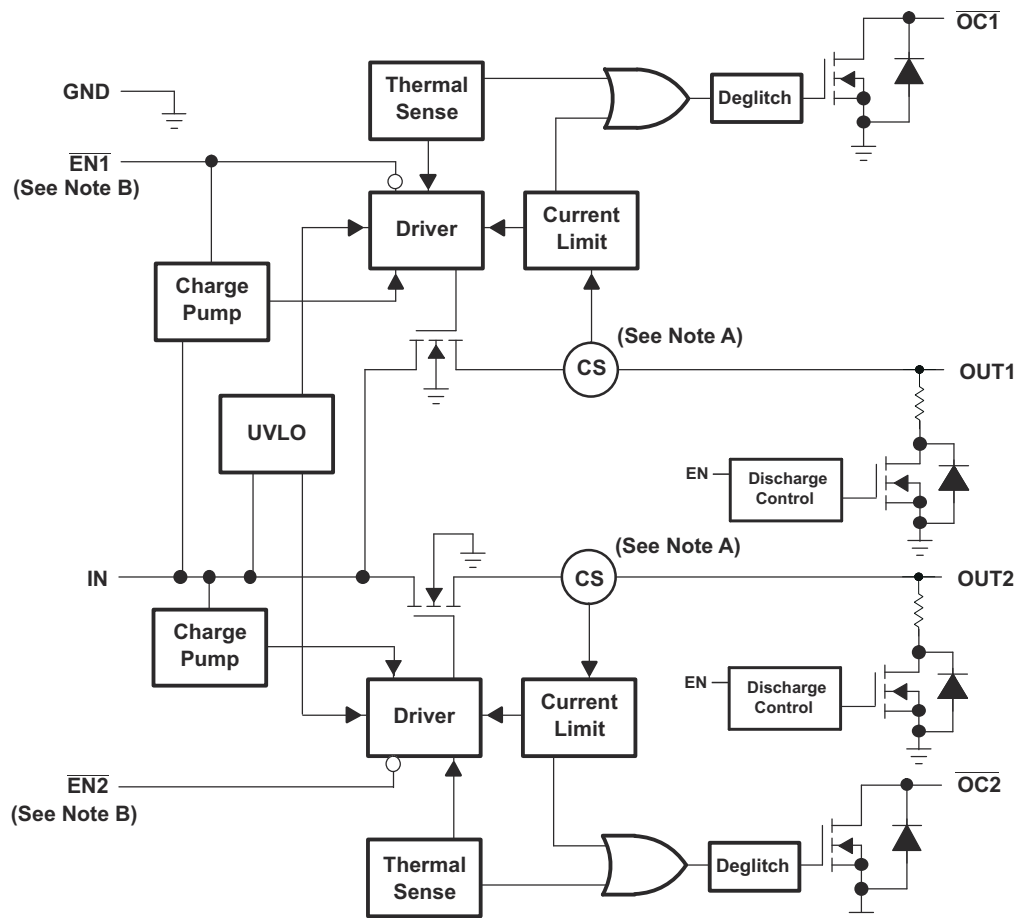 OC1
GND
Thermal
Sense
Deglitch
EN1
(See Note B)
Driver
Current
Limit
Charge
Pump
(See Note A)
CS
OUT1
UVLO
EN
Discharge
Control
(See Note A)
IN
CS
OUT2
Charge
Pump
EN
Discharge
Control
Driver
Current
Limit
EN2
(See Note B)
OC2
Thermal
Sense
Deglitch